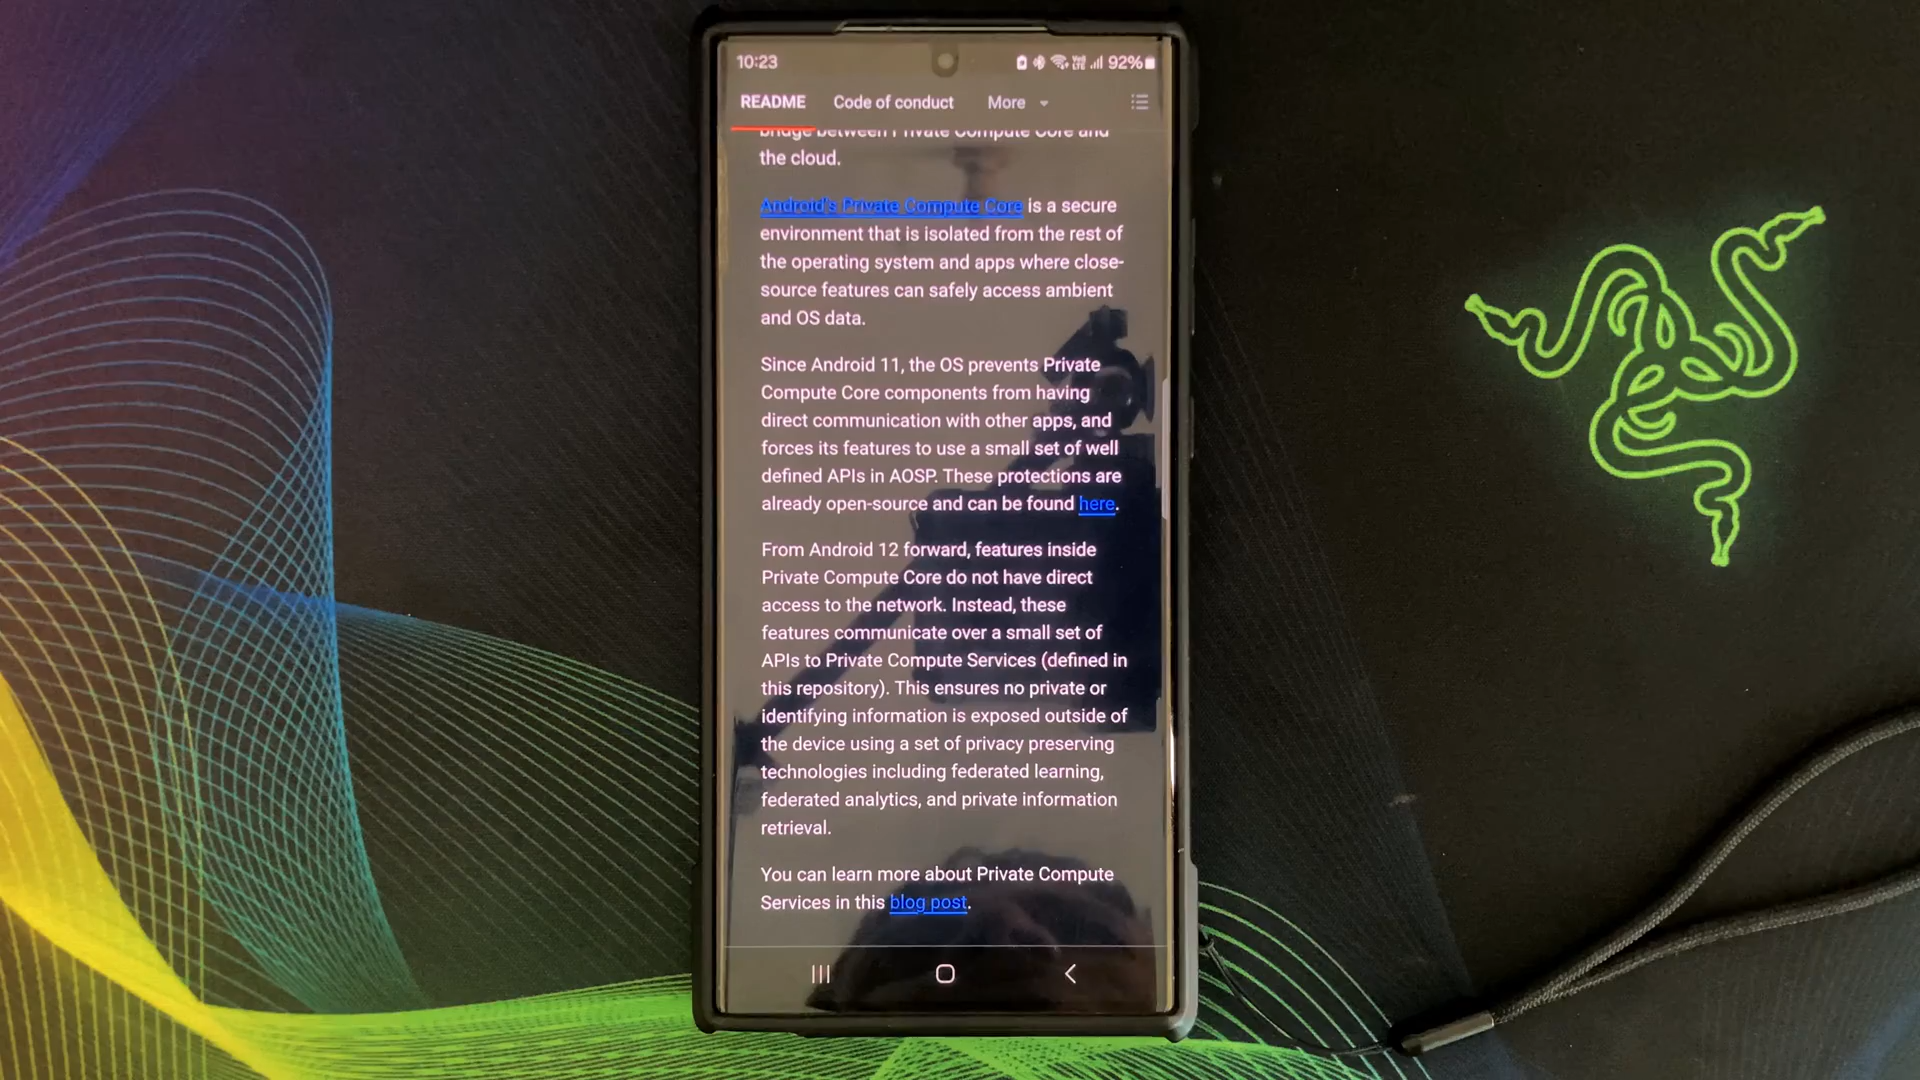 10:23
92%
README Code of conduct More
bridge between Private Compute Core and
the cloud.
Android's Private Compute Core is a secure
environment that is isolated from the rest of
the operating system and apps where close-
source features can safely access ambient
and OS data.
Since Android 11, the OS prevents Private
Compute Core components from having
direct communication with other apps, and
forces its features to use a small set of well
defined APIs in AOSP. These protections are
already open-source and can be found here.
From Android 12 forward, features inside
Private Compute Core do not have direct
access to the network. Instead, these
features communicate over a small set of
APIs to Private Compute Services (defined in
this repository). This ensures no private or
identifying information is exposed outside of
the device using a set of privacy preserving
technologies including federated learning,
federated analytics, and private information
retrieval.
You can learn more about Private Compute
Services in this blog post.